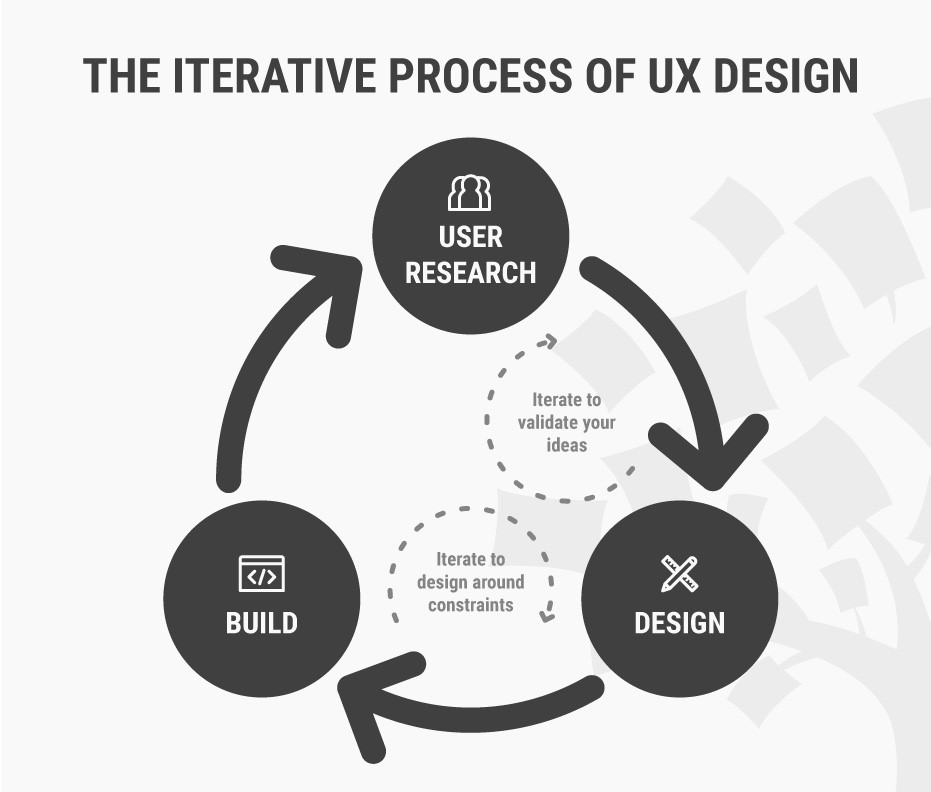 THE ITERATIVE PROCESS OF UX DESIGN
USER
RESEARCH
Iterate to
validate your
ideas
Iterate to
design around
constraints
</>
BUILD
DESIGN